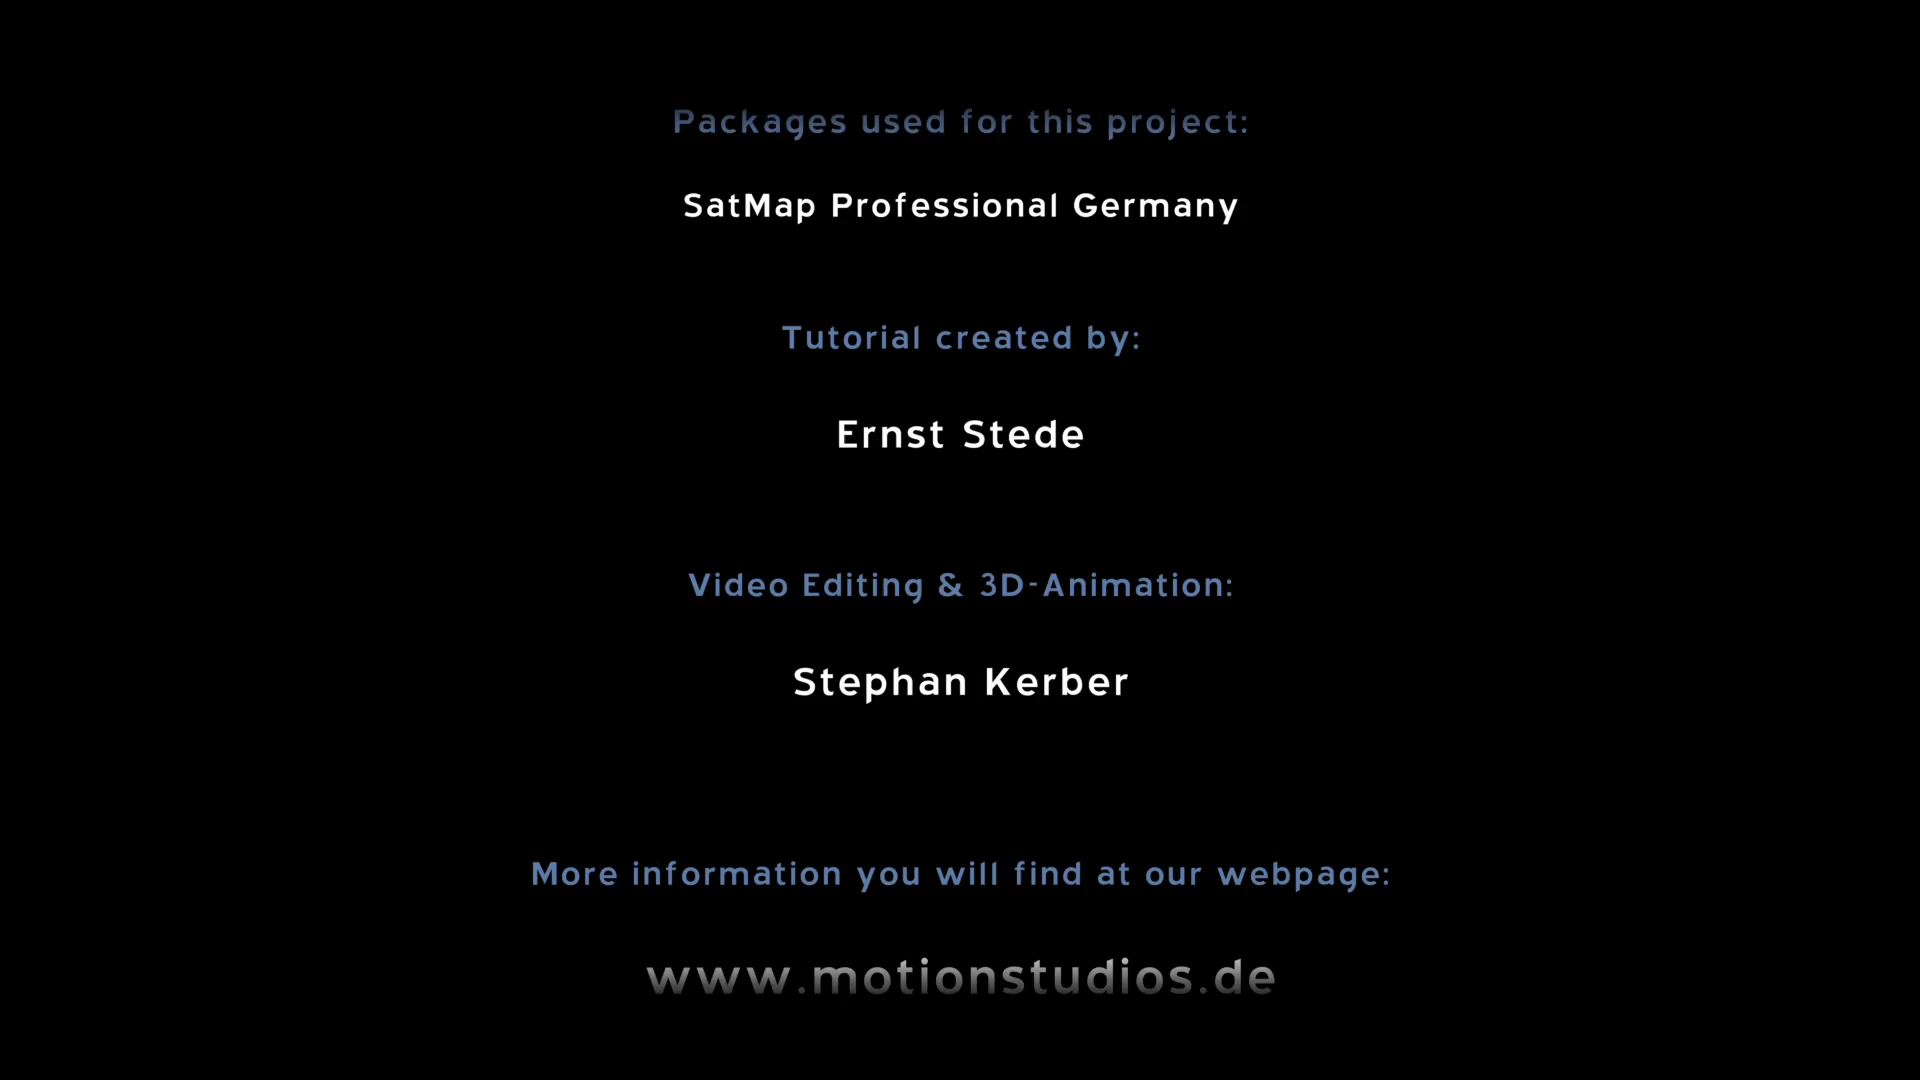 Packages used for this project:
SatMap Professional Germany
Tutorial created by:
Ernst Stede
Video Editing & 3D-Animation:
Stephan Kerber
More information you will find at our webpage:
www.motionstudios.de